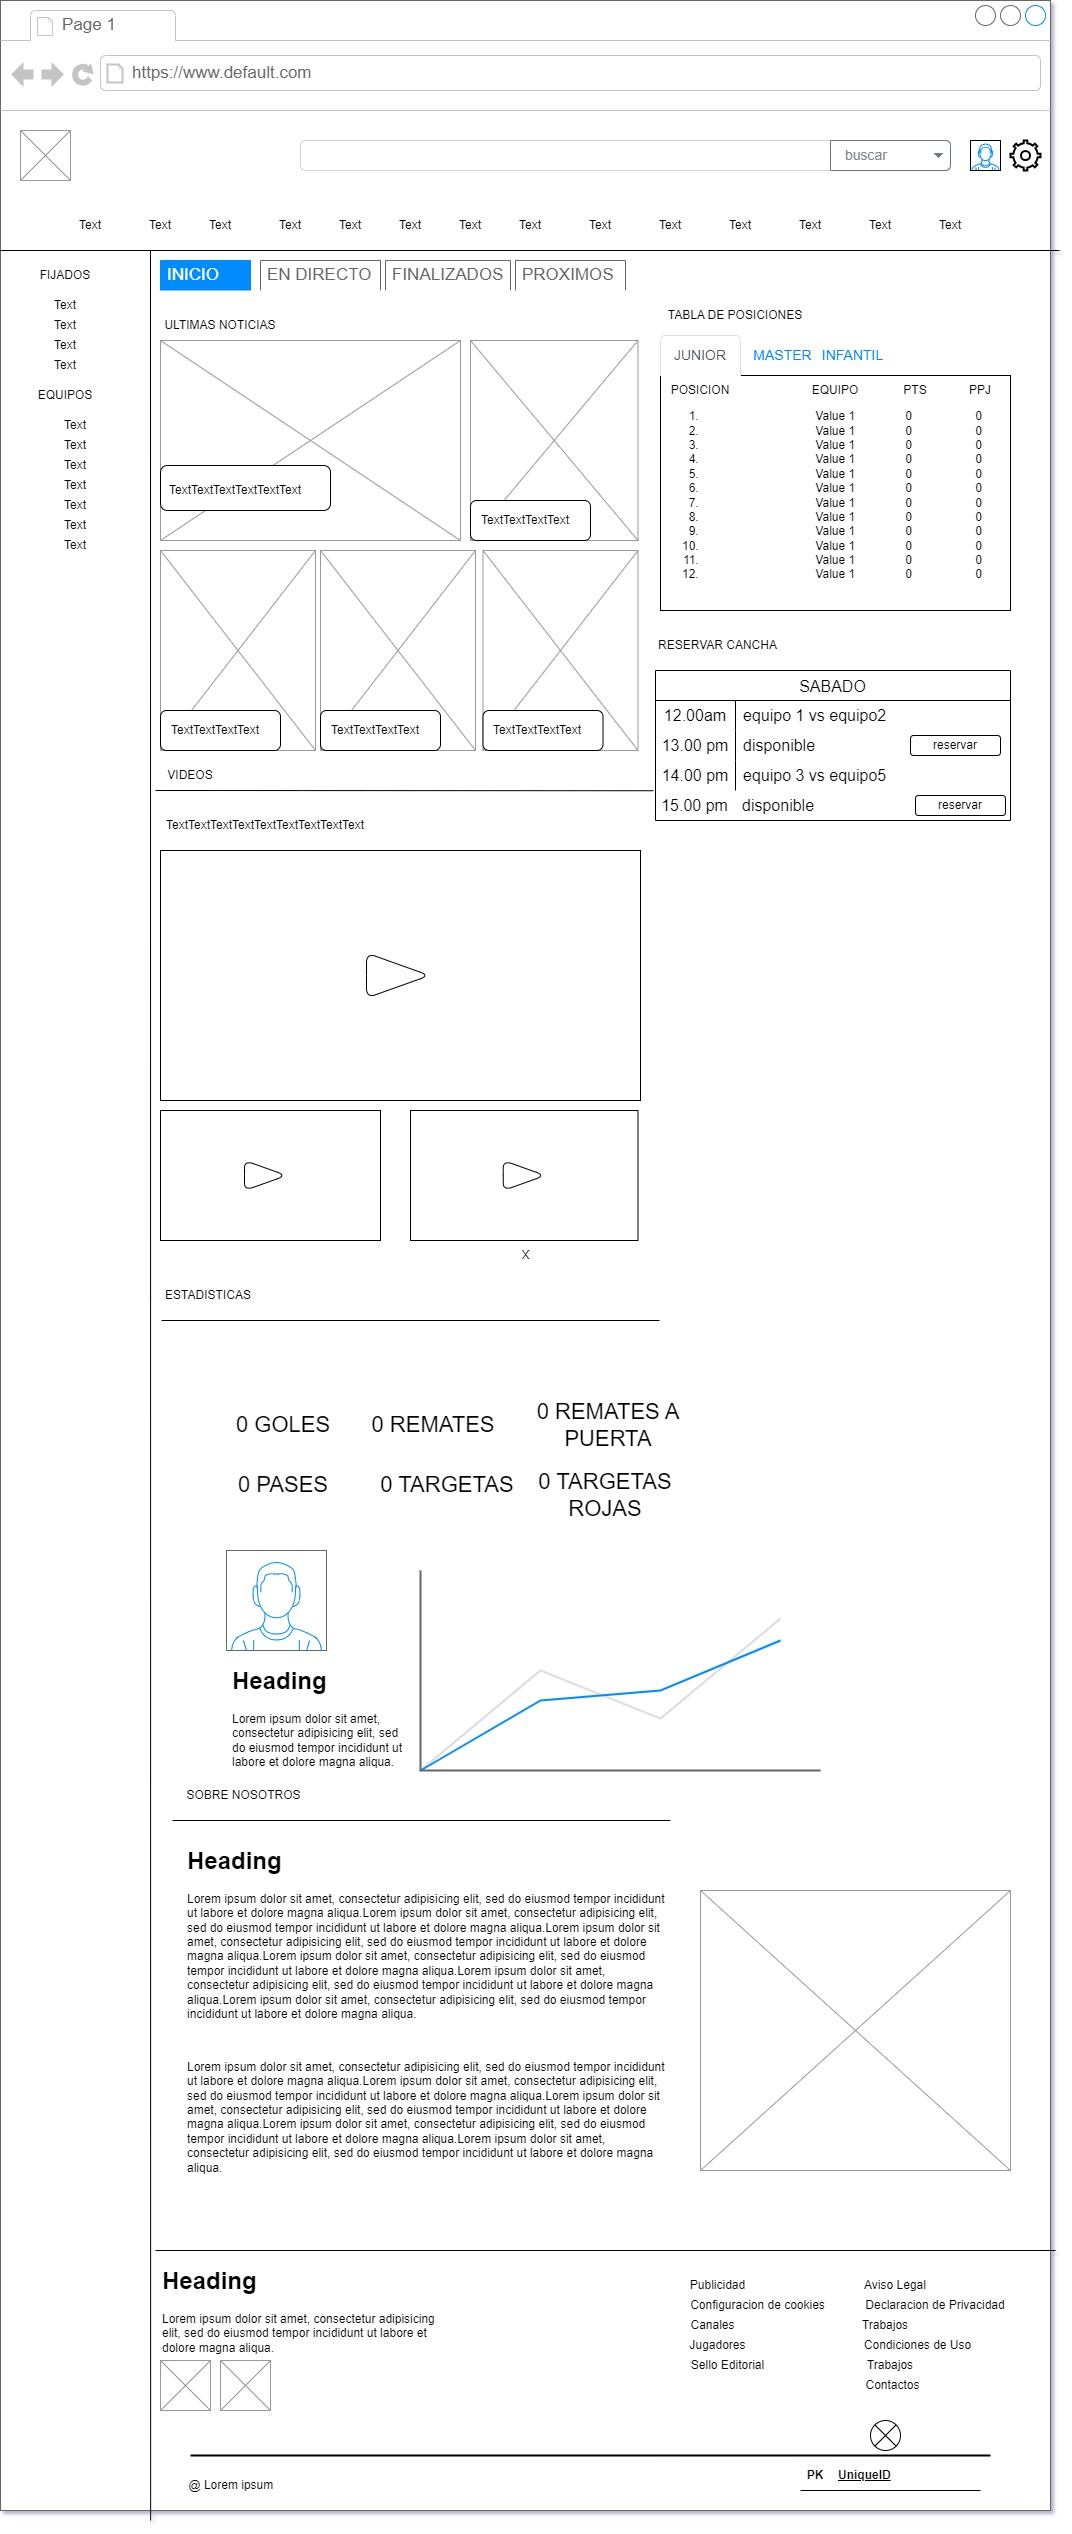 Page 1
https://www.default.com
buscar
Text Text Text Text Text Text Text Text Text Text Text Text Text Text
FIJADOS
Text
Text
Text
Text
EQUIPOS
Text
Text
Text
Text
Text
Text
Text
INICIO EN DIRECTO FINALIZADOS PROXIMOS
ULTIMAS NOTICIAS
TextTextTextTextTextText
TextTextTextText
TextTextTextText TextTextTextText TextTextTextText
TABLA DE POSICIONES
JUNIOR MASTER INFANTIL
POSICION EQUIPO PTS PPJ
1. Value 1 0 0
2. Value 1 0 0
3. Value 1 0 0
4. Value 1 0 0
5. Value 1 0 0
6. Value 1 0 0
7. Value 1 0 0
8. Value 1 0 0
9. Value 1 0 0
10. Value 1 0 0
11. Value 1 0 0
12. Value 1 0 0
RESERVAR CANCHA
SABADO
12.00am equipo 1 vs equipo2
13.00 pm disponible reservar
14.00 pm equipo 3 vs equipo5
15.00 pm disponible reservar
VIDEOS
TextTextTextTextTextTextTextTextText
X
ESTADISTICAS
0 GOLES 0 REMATES 0 REMATES A
PUERTA
0 PASES 0 TARGETAS 0 TARGETAS
ROJAS
Heading
Lorem ipsum dolor sit amet,
consectetur adipisicing elit, sed
do eiusmod tempor incididunt ut
labore et dolore magna aliqua.
SOBRE NOSOTROS
Heading
Lorem ipsum dolor sit amet, consectetur adipisicing elit, sed do eiusmod tempor incididunt
ut labore et dolore magna aliqua.Lorem ipsum dolor sit amet, consectetur adipisicing elit,
sed do eiusmod tempor incididunt ut labore et dolore magna aliqua.Lorem ipsum dolor sit
amet, consectetur adipisicing elit, sed do eiusmod tempor incididunt ut labore et dolore
magna aliqua.Lorem ipsum dolor sit amet, consectetur adipisicing elit, sed do eiusmod
tempor incididunt ut labore et dolore magna aliqua.Lorem ipsum dolor sit amet,
consectetur adipisicing elit, sed do eiusmod tempor incididunt ut labore et dolore magna
aliqua.Lorem ipsum dolor sit amet, consectetur adipisicing elit, sed do eiusmod tempor
incididunt ut labore et dolore magna aliqua.
Lorem ipsum dolor sit amet, consectetur adipisicing elit, sed do eiusmod tempor incididunt
ut labore et dolore magna aliqua.Lorem ipsum dolor sit amet, consectetur adipisicing elit,
sed do eiusmod tempor incididunt ut labore et dolore magna aliqua.Lorem ipsum dolor sit
amet, consectetur adipisicing elit, sed do eiusmod tempor incididunt ut labore et dolore
magna aliqua.Lorem ipsum dolor sit amet, consectetur adipisicing elit, sed do eiusmod
tempor incididunt ut labore et dolore magna aliqua.Lorem ipsum dolor sit amet,
consectetur adipisicing elit, sed do eiusmod tempor incididunt ut labore et dolore magna
aliqua.
Heading
Lorem ipsum dolor sit amet, consectetur adipisicing
elit, sed do eiusmod tempor incididunt ut labore et
dolore magna aliqua.
Publicidad
Configuracion de cookies
Canales
Jugadores
Sello Editorial
Aviso Legal
Declaracion de Privacidad
Trabajos
Condiciones de Uso
Trabajos
Contactos
@ Lorem ipsum
PK UniqueID